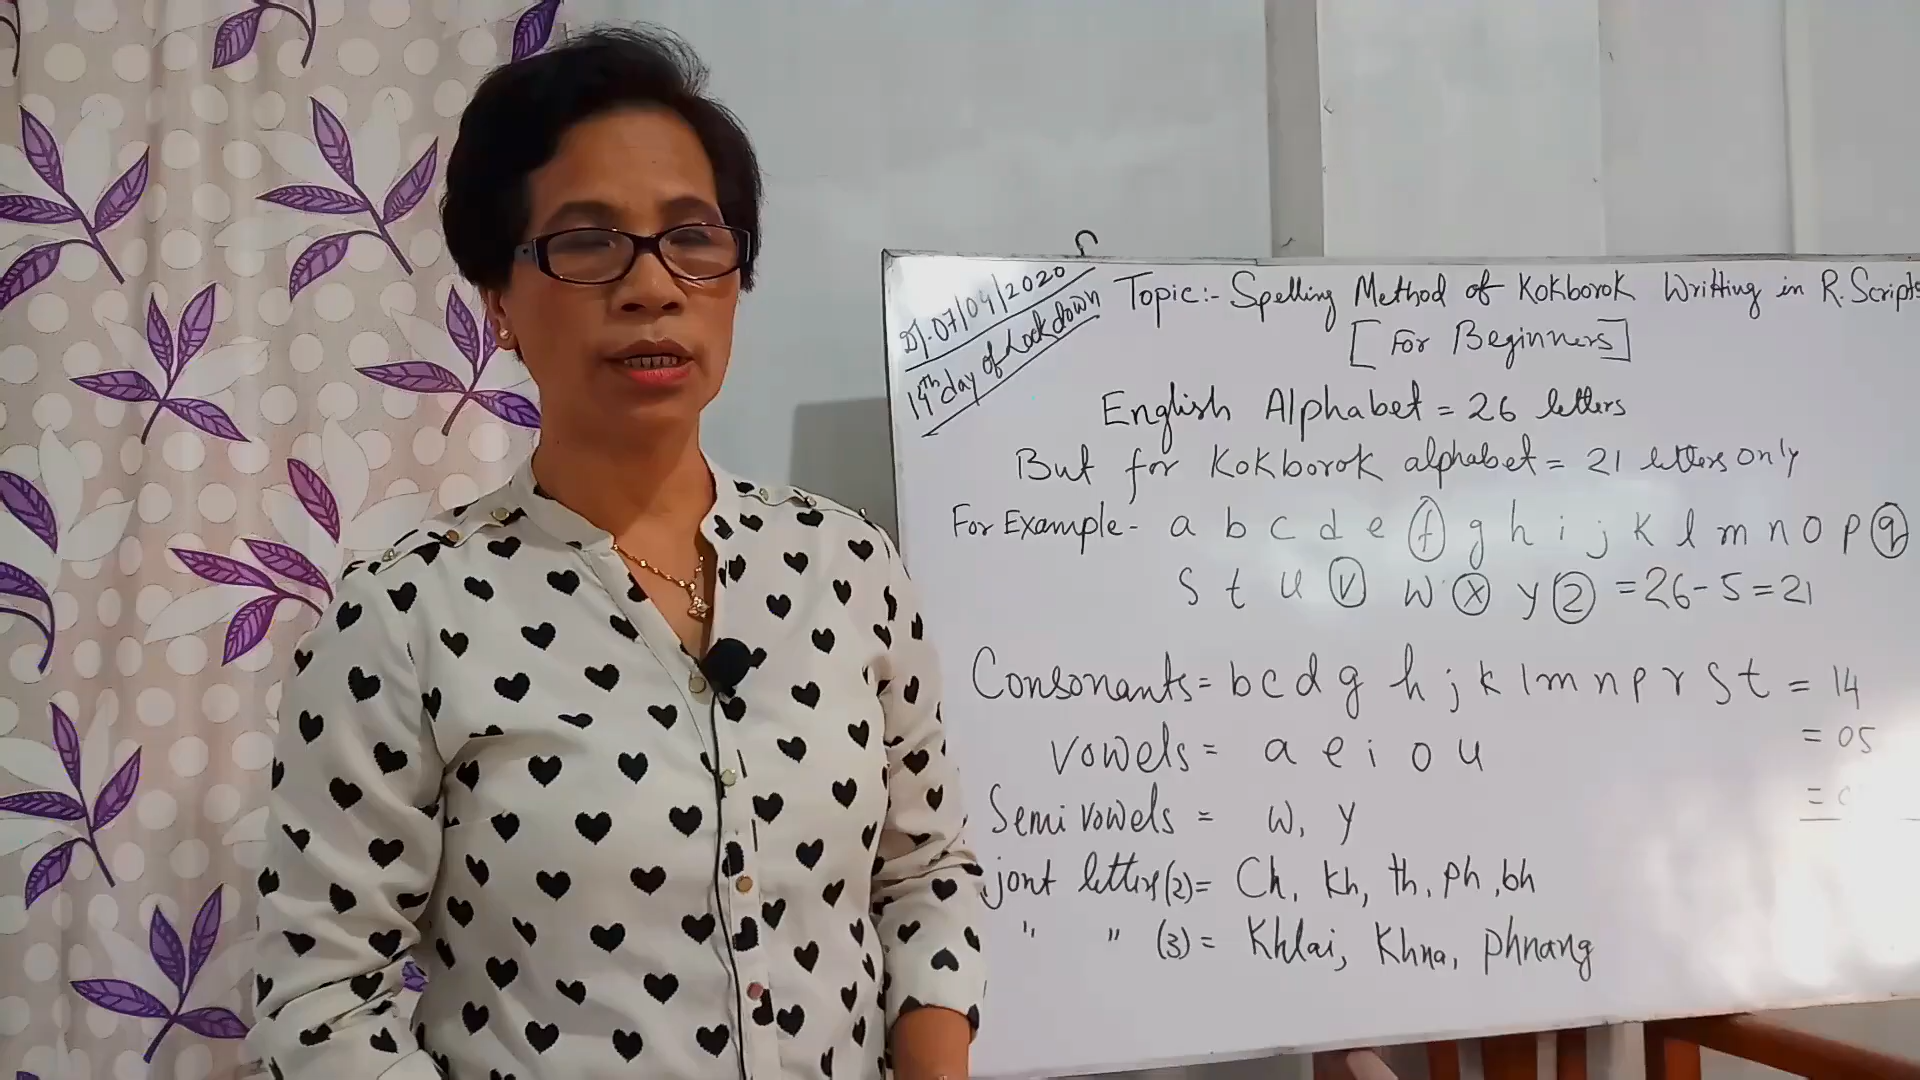 Dt. 07/04/2020
14th day of Lockdown
Topic:- Spelling Method of Kokborok Writting in R. Scripts
[For Beginners]
English Alphabet = 26 letters
But for Kokborok alphabet = 21 letters only
For Example - a b c d e f g h i j k l m n o p q
s t u v w x y z = 26 - 5 = 21
Consonants = b c d g h j k l m n p r s t = 14
Vowels = a e i o u = 05
Semi vowels = w, y =
jont letters (2) = Ch, kh, th, ph, bh
" " (3) = Khlai, Khna, phnang